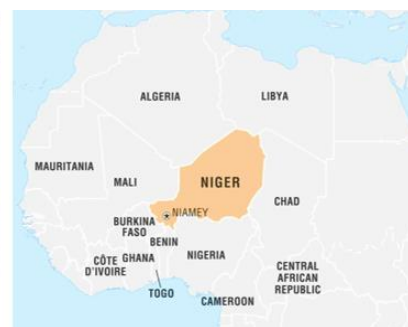 ALGERIA
LIBYA
MAURITANIA
MALI
NIGER
CHAD
NIAMEY
BURKINA
FASO
BENIN
NIGERIA
CÔTE
D'IVOIRE
GHANA
TOGO
CENTRAL
AFRICAN
REPUBLIC
CAMEROON